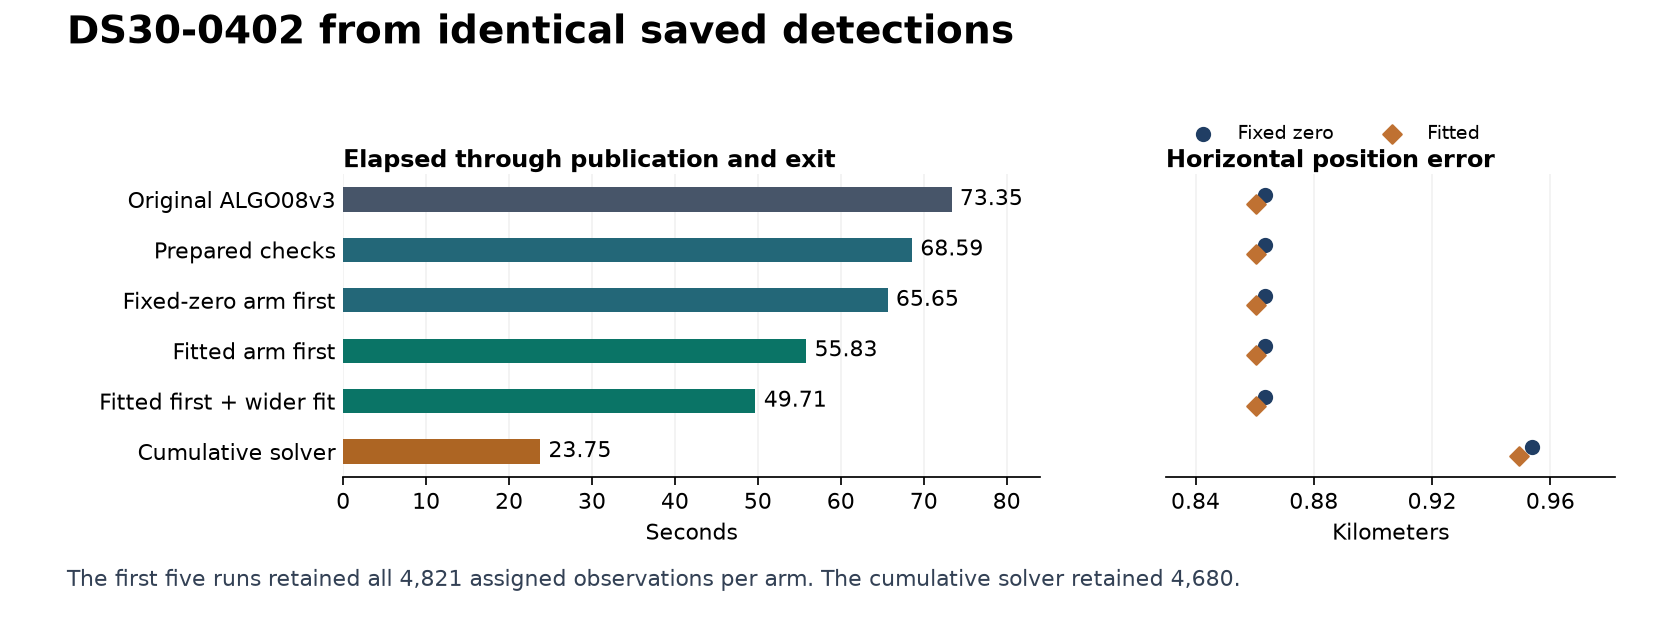 DS30-0402 from identical saved detections
Fixed zero Fitted
Elapsed through publication and exit
Horizontal position error
Original ALGO08v3 73.35
Prepared checks 68.59
Fixed-zero arm first 65.65
Fitted arm first 55.83
Fitted first + wider fit 49.71
Cumulative solver 23.75
0 10 20 30 40 50 60 70 80
Seconds
0.84 0.88 0.92 0.96
Kilometers
The first five runs retained all 4,821 assigned observations per arm. The cumulative solver retained 4,680.